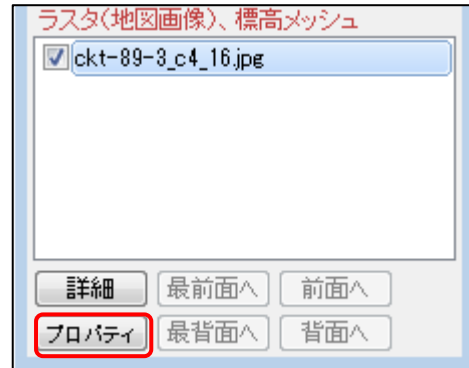 ラスタ(地図画像)、標高メッシュ
ckt-89-3_c4_16.jpg
詳細 最前面へ 前面へ
プロパティ 最背面へ 背面へ